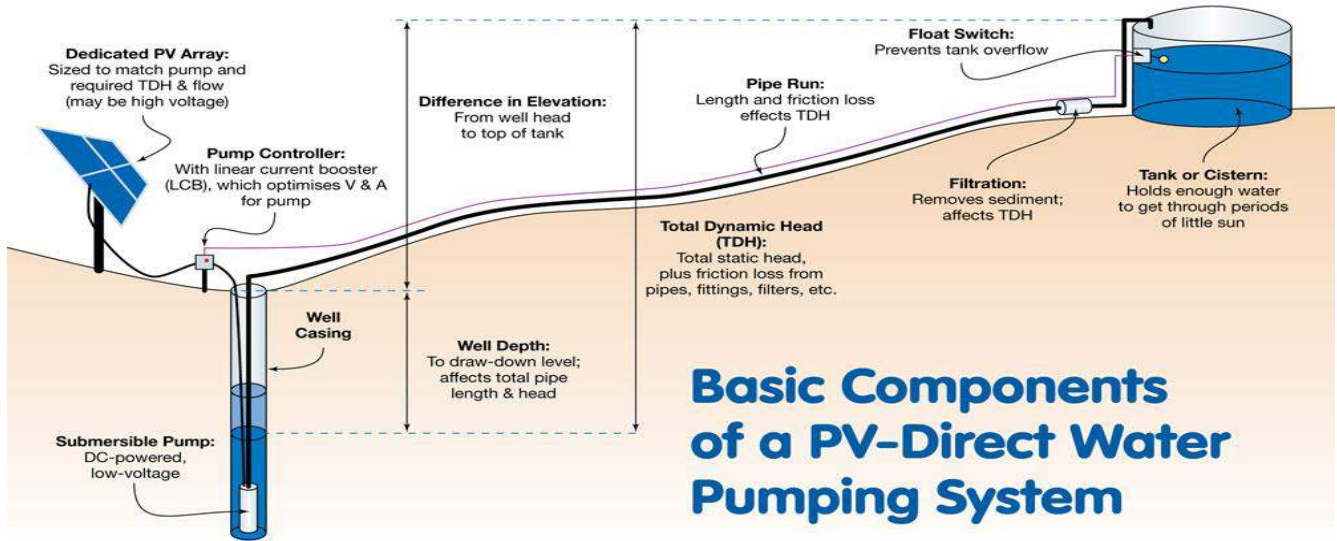 Dedicated PV Array:
Sized to match pump and
required TDH & flow
(may be high voltage)
Pump Controller:
With linear current booster
(LCB), which optimises V & A
for pump
Difference in Elevation:
From well head
to top of tank
Pipe Run:
Length and friction loss
effects TDH
Float Switch:
Prevents tank overflow
Filtration:
Removes sediment;
affects TDH
Tank or Cistern:
Holds enough water
to get through periods
of little sun
Total Dynamic Head
(TDH):
Total static head,
plus friction loss from
pipes, fittings, filters, etc.
Well
Casing
Well Depth:
To draw-down level;
affects total pipe
length & head
Submersible Pump:
DC-powered,
low-voltage
Basic Components
of a PV-Direct Water
Pumping System